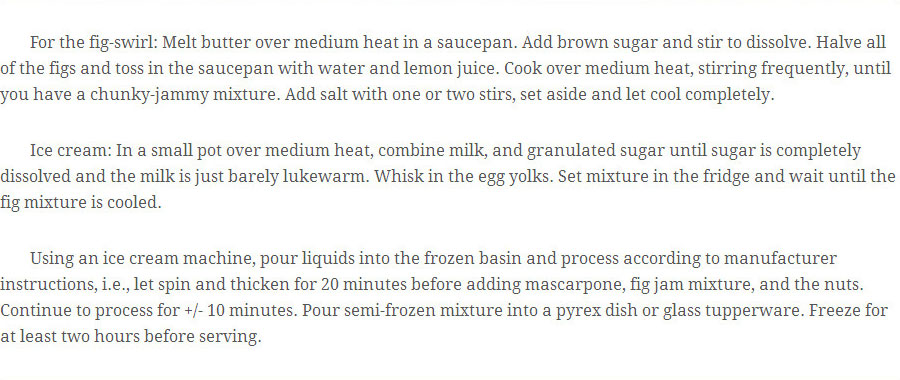 For the fig-swirl: Melt butter over medium heat in a saucepan. Add brown sugar and stir to dissolve. Halve all
of the figs and toss in the saucepan with water and lemon juice. Cook over medium heat, stirring frequently, until
you have a chunky-jammy mixture. Add salt with one or two stirs, set aside and let cool completely.
Ice cream: In a small pot over medium heat, combine milk, and granulated sugar until sugar is completely
dissolved and the milk is just barely lukewarm. Whisk in the egg yolks. Set mixture in the fridge and wait until the
fig mixture is cooled.
Using an ice cream machine, pour liquids into the frozen basin and process according to manufacturer
instructions, i.e., let spin and thicken for 20 minutes before adding mascarpone, fig jam mixture, and the nuts.
Continue to process for +/- 10 minutes. Pour semi-frozen mixture into a pyrex dish or glass tupperware. Freeze for
at least two hours before serving.